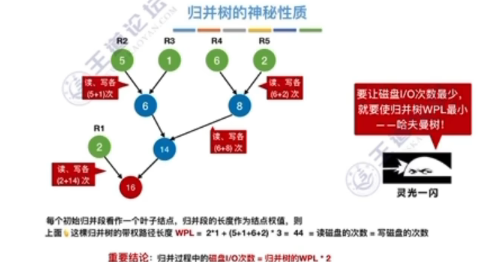 归并树的神秘性质
R2
R3
R4
R5
5
1
6
2
读、写各
(5+1)次
读、写各
(6+2)次
6
8
读、写各
(6+8)次
R1
2
14
读、写各
(2+14)次
16
要让磁盘I/O次数最少，
就要使归并树WPL最小
——哈夫曼树！
灵光一闪
每个初始归并段看作一个叶子结点，归并段的长度作为结点权值，则
上面👆这棵归并树的带权路径长度 WPL = 2*1 + (5+1+6+2) * 3 = 44 = 读磁盘的次数 = 写磁盘的次数
重要结论：归并过程中的磁盘I/O次数 = 归并树的WPL * 2
王道论坛